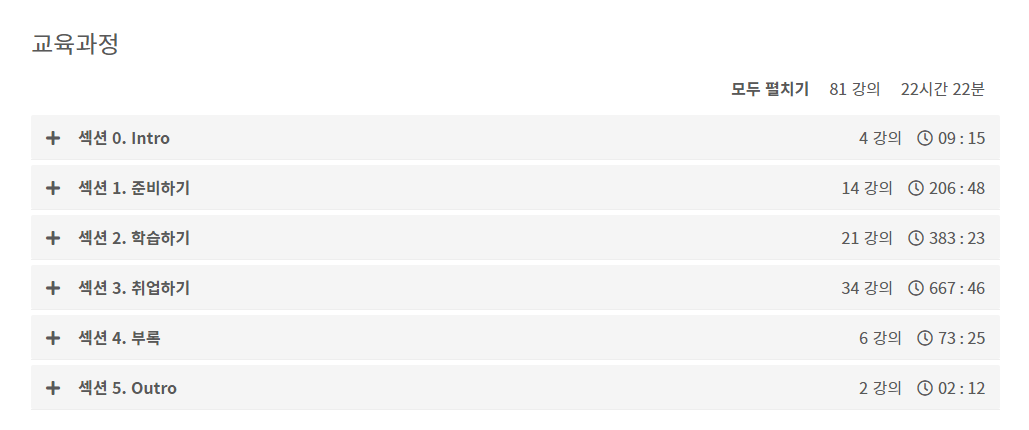 교육과정
모두 펼치기 81 강의 22시간 22분
섹션 0. Intro 4 강의 09 : 15
섹션 1. 준비하기 14 강의 206 : 48
섹션 2. 학습하기 21 강의 383 : 23
섹션 3. 취업하기 34 강의 667 : 46
섹션 4. 부록 6 강의 73 : 25
섹션 5. Outro 2 강의 02 : 12